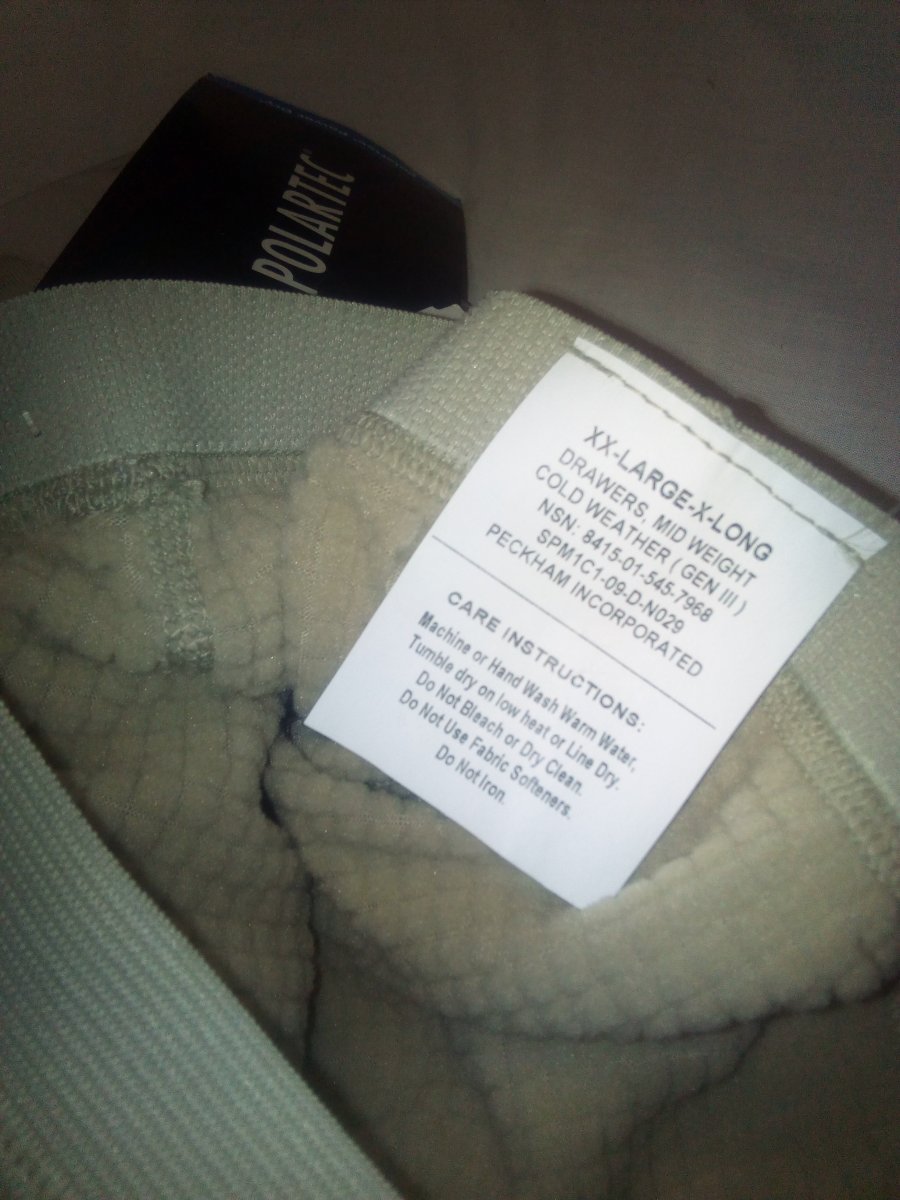 POLARTEC®
XX-LARGE-X-LONG
DRAWERS, MID WEIGHT
COLD WEATHER ( GEN III )
NSN: 8415-01-545-7968
SPM1C1-09-D-N029
PECKHAM INCORPORATED
CARE INSTRUCTIONS:
Machine or Hand Wash Warm Water,
Tumble dry on low heat or Line Dry.
Do Not Bleach or Dry Clean.
Do Not Use Fabric Softeners.
Do Not Iron.